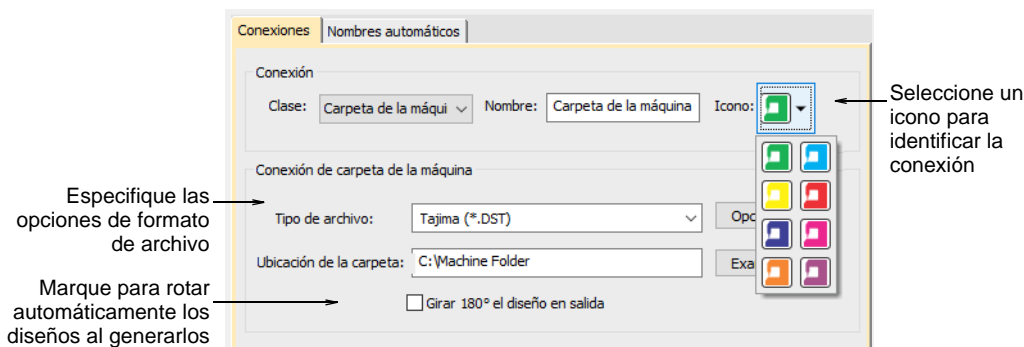 Conexiones Nombres automáticos
Conexión
Clase: Carpeta de la máqui Nombre: Carpeta de la máquina Icono:
Seleccione un
icono para
identificar la
conexión
Conexión de carpeta de la máquina
Especifique las
opciones de formato
de archivo
Tipo de archivo: Tajima (*.DST) Opc
Ubicación de la carpeta: C:\Machine Folder Exa
Marque para rotar
automáticamente los
diseños al generarlos
Girar 180° el diseño en salida